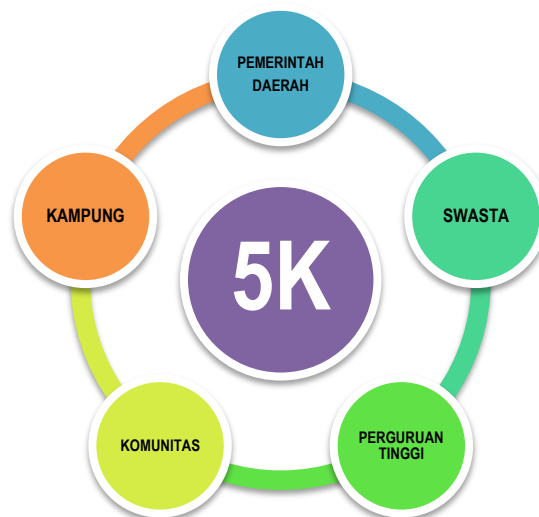 PEMERINTAH
DAERAH
KAMPUNG
SWASTA
5K
KOMUNITAS
PERGURUAN
TINGGI